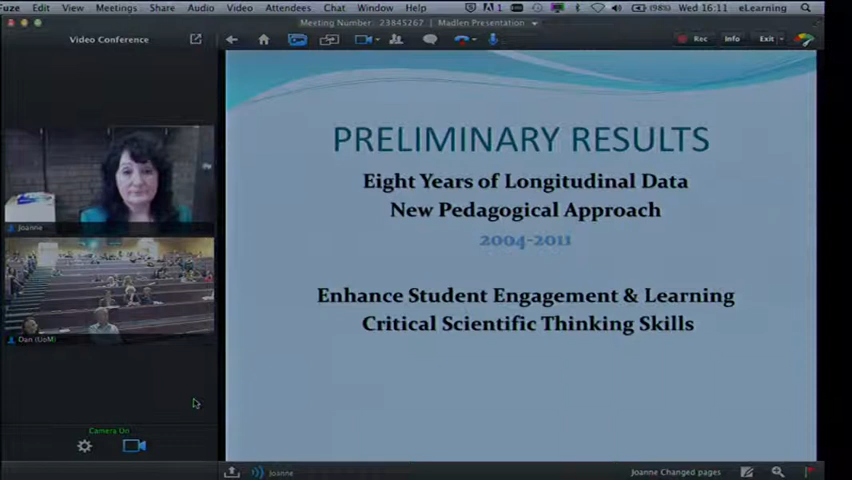 Fuze Edit View Meetings Share Audio Video Attendees Chat Window Help
(98%) Wed 16:11 eLearning
Meeting Number: 23845267 | Madlen Presentation
Video Conference
Rec Info Exit
PRELIMINARY RESULTS
Eight Years of Longitudinal Data
New Pedagogical Approach
2004-2011
Enhance Student Engagement & Learning
Critical Scientific Thinking Skills
Joanne
Dan (UoM)
Camera On
Joanne
Joanne Changed pages